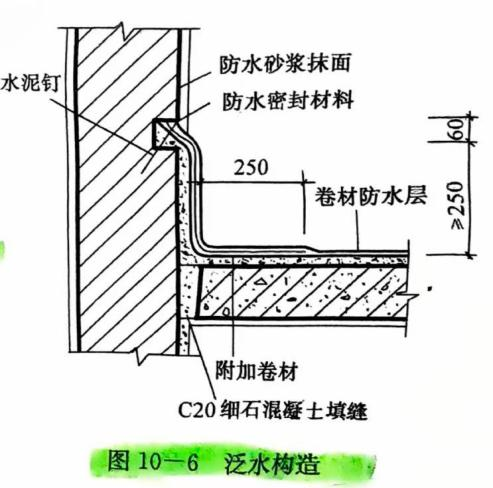 防水砂浆抹面
水泥钉
防水密封材料
60
250
卷材防水层
≥250
附加卷材
C20细石混凝土填缝
图10-6 泛水构造